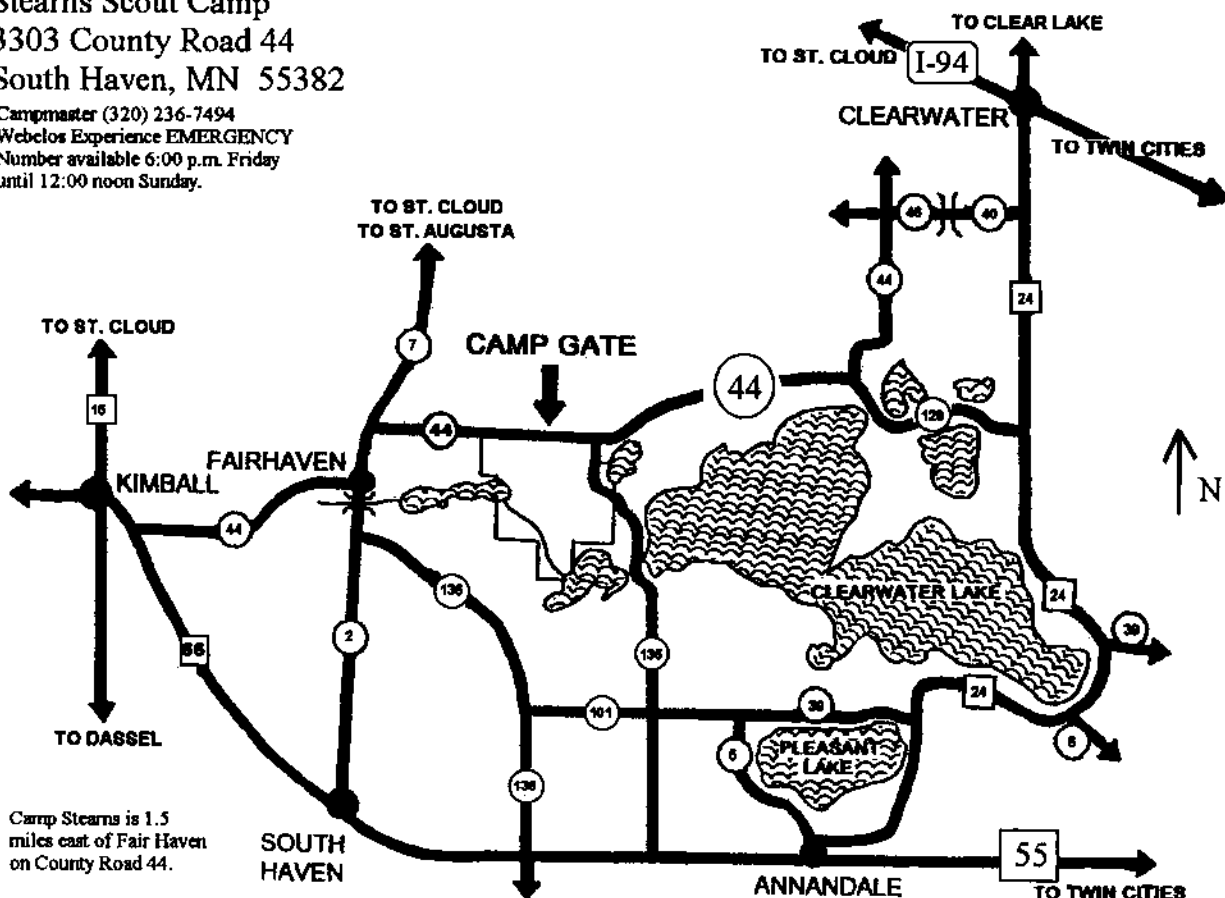 Stearns Scout Camp
3303 County Road 44
South Haven, MN 55382
Campmaster (320) 236-7494
Webelos Experience EMERGENCY
Number available 6:00 p.m. Friday
until 12:00 noon Sunday.
TO CLEAR LAKE
TO ST. CLOUD
I-94
CLEARWATER
TO TWIN CITIES
TO ST. CLOUD
TO ST. AUGUSTA
40
44
24
TO ST. CLOUD
7
CAMP GATE
15
44
44
129
FAIRHAVEN
KIMBALL
N
44
136
CLEARWATER LAKE
24
39
2
55
135
24
101
39
6
TO DASSEL
6
PLEASANT
LAKE
136
Camp Stearns is 1.5
miles east of Fair Haven
on County Road 44.
SOUTH
HAVEN
55
ANNANDALE
TO TWIN CITIES